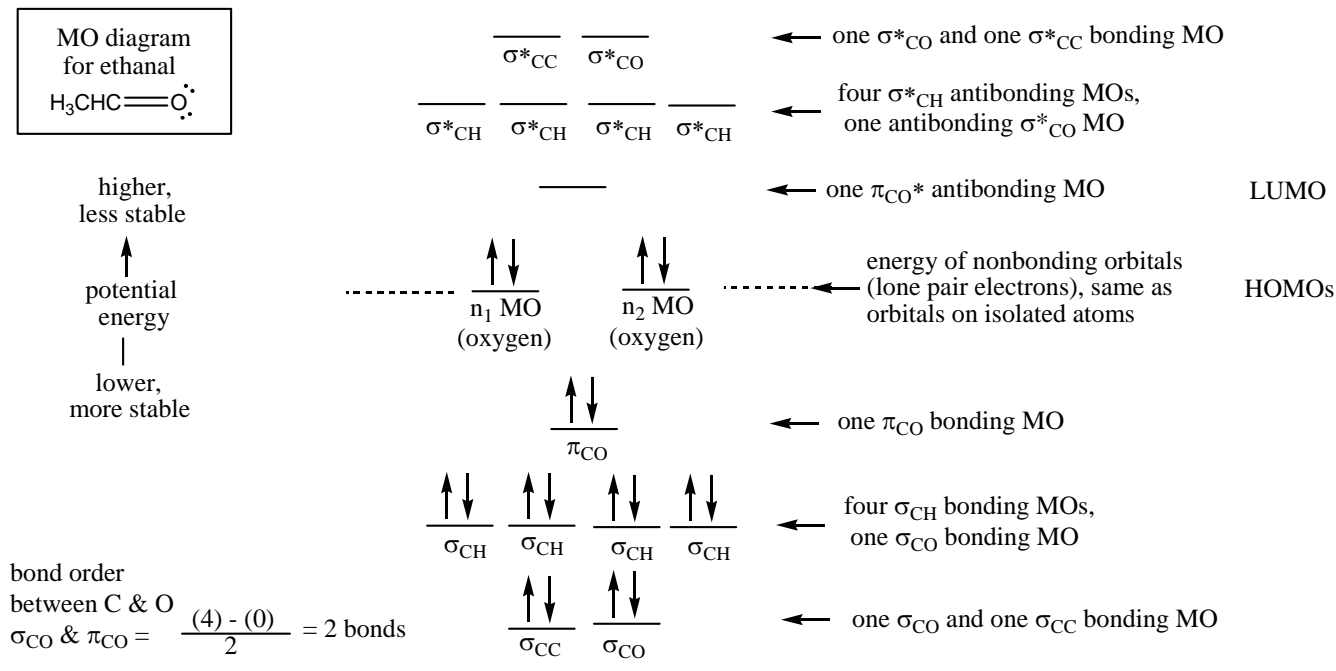 MO diagram
for ethanal
H₃CHC O
σ*CC σ*CO
one σ*CO and one σ*CC bonding MO
σ*CH σ*CH σ*CH σ*CH
four σ*CH antibonding MOs,
one antibonding σ*CO MO
higher,
less stable
one πCO* antibonding MO LUMO
potential
energy
n₁ MO
(oxygen)
n₂ MO
(oxygen)
energy of nonbonding orbitals
(lone pair electrons), same as
orbitals on isolated atoms
HOMOs
lower,
more stable
πCO
one πCO bonding MO
σCH σCH σCH σCH
four σCH bonding MOs,
one σCO bonding MO
bond order
between C & O
σCO & πCO = (4) - (0) / 2 = 2 bonds
σCC σCO
one σCO and one σCC bonding MO